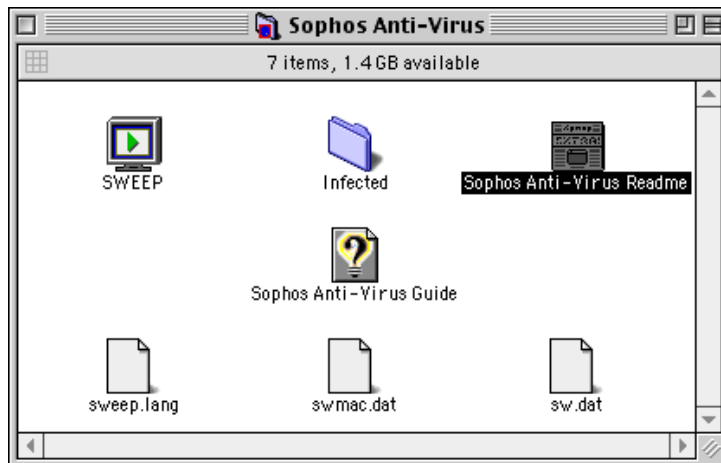 Sophos Anti-Virus
7 items, 1.4 GB available
SWEEP
Infected
Sophos Anti-Virus Readme
Sophos Anti-Virus Guide
sweep.lang
swmac.dat
sw.dat